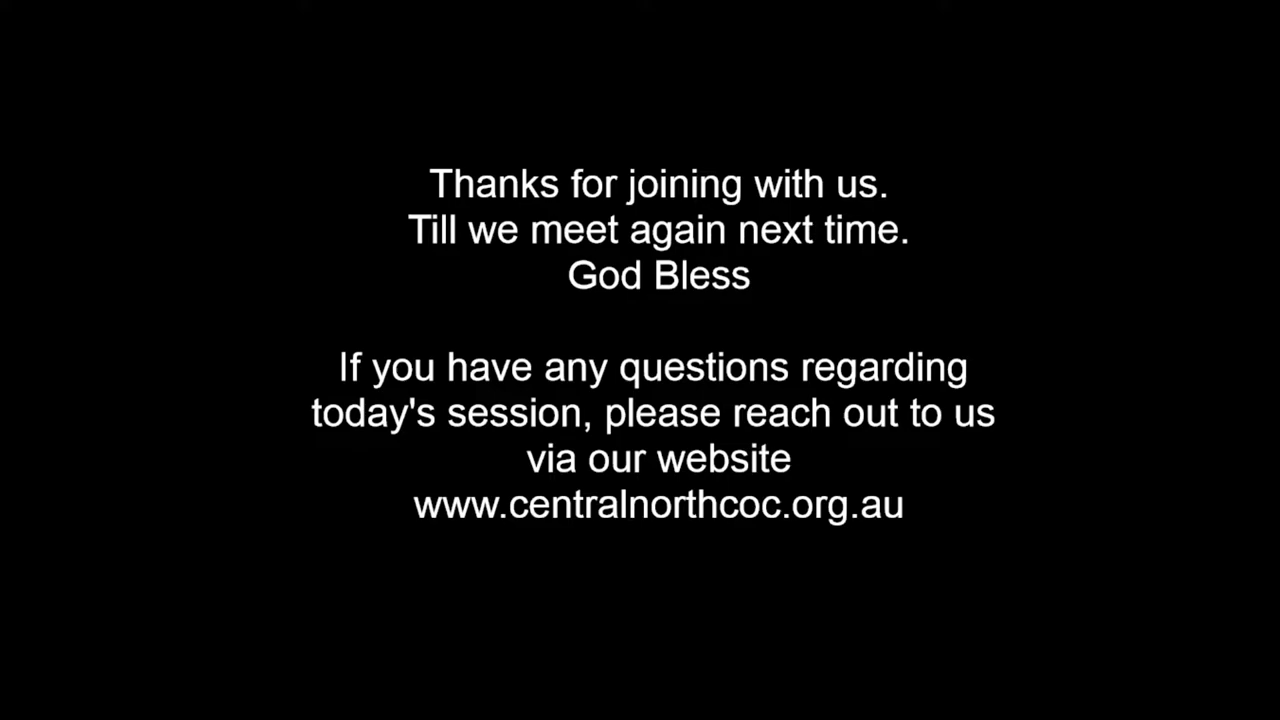 Thanks for joining with us.
Till we meet again next time.
God Bless
If you have any questions regarding
today's session, please reach out to us
via our website
www.centralnorthcoc.org.au